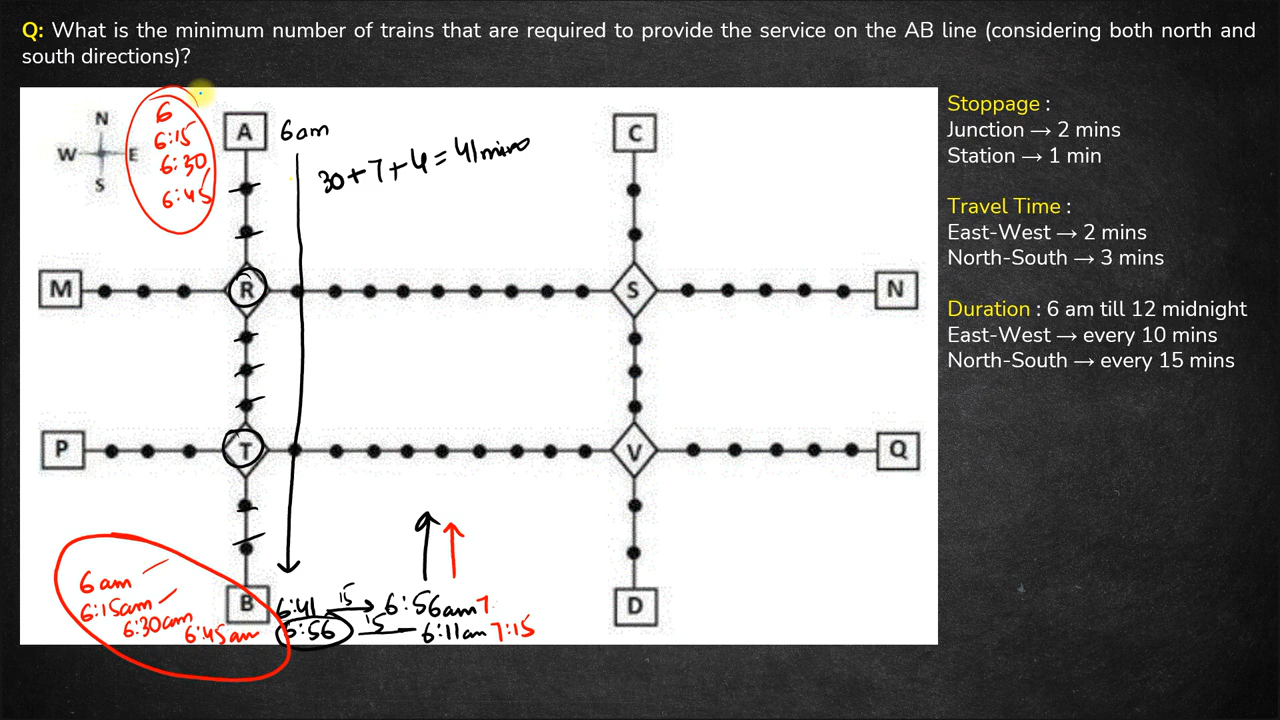 Q: What is the minimum number of trains that are required to provide the service on the AB line (considering both north and
south directions)?
Stoppage :
Junction → 2 mins
Station → 1 min
Travel Time :
East-West → 2 mins
North-South → 3 mins
Duration : 6 am till 12 midnight
East-West → every 10 mins
North-South → every 15 mins
N
W E
S
6
6:15
6:30
6:45
A 6am
30+7+4=41mins
C
M R S N
P T V Q
6am
6:15am
6:30am
6:45am
B 6:41 15 → 6:56am 7
6:56 15 6:11am 7:15
D